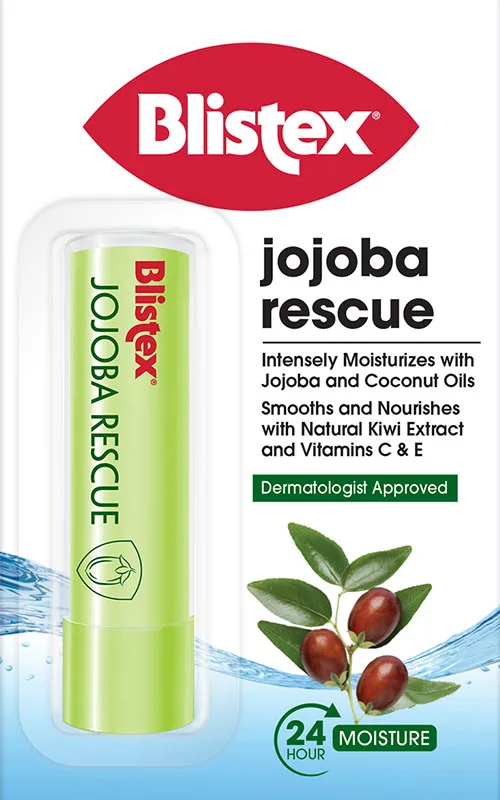 Blistex®
jojoba
rescue
Intensely Moisturizes with
Jojoba and Coconut Oils
Smooths and Nourishes
with Natural Kiwi Extract
and Vitamins C & E
Dermatologist Approved
Blistex®
JOJOBA RESCUE
24
HOUR
MOISTURE